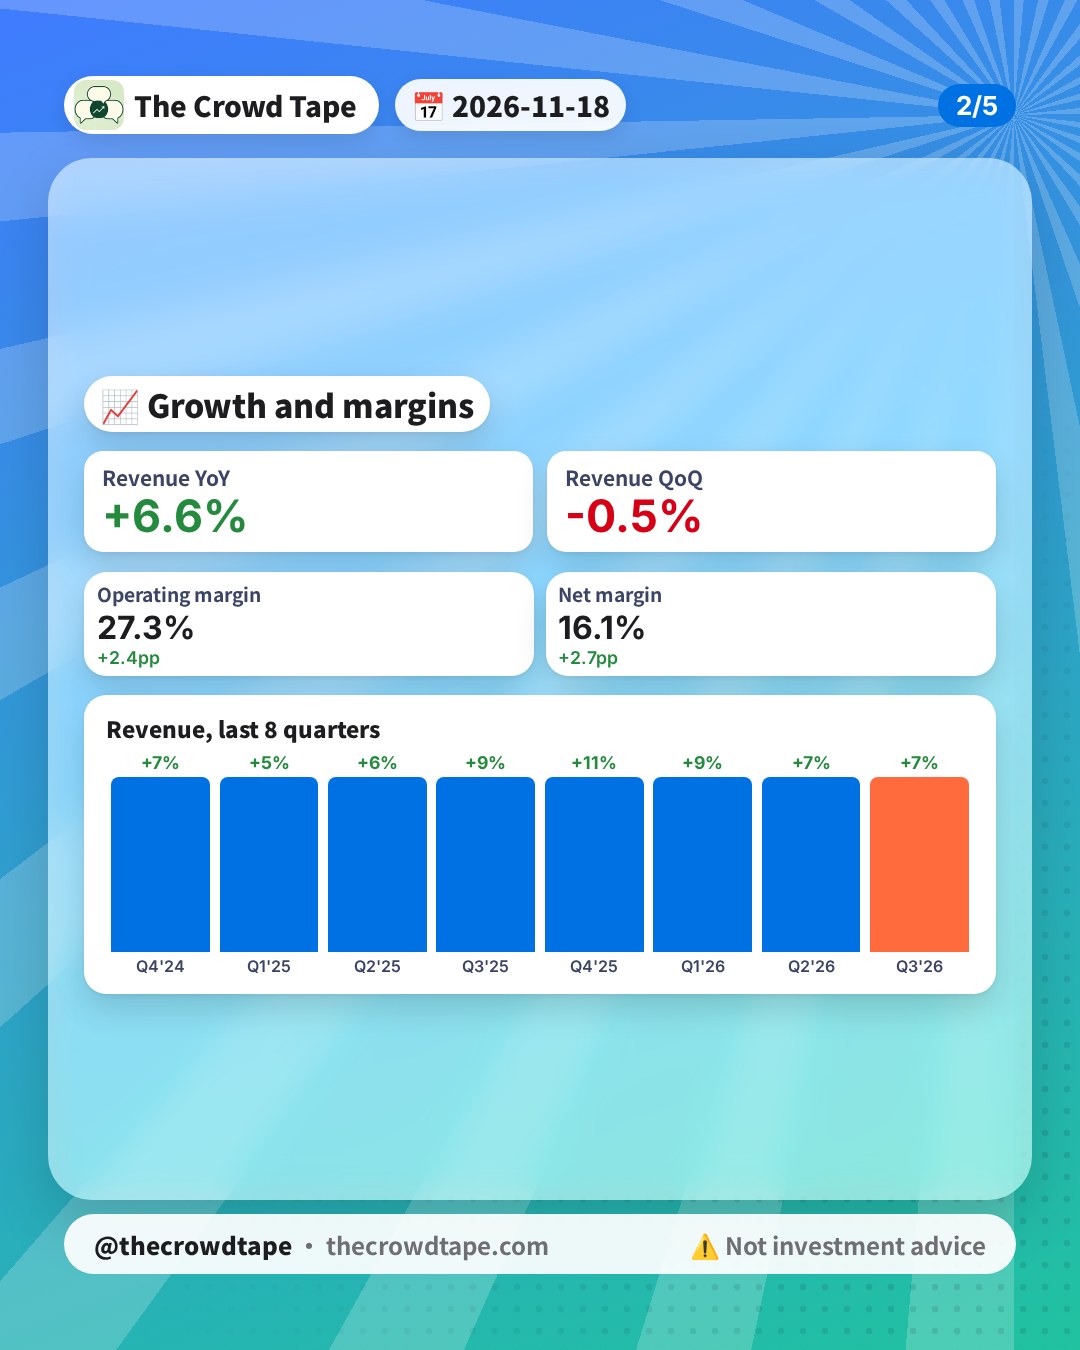 The Crowd Tape
📅 2026-11-18
2/5
📈 Growth and margins
Revenue YoY
+6.6%
Revenue QoQ
-0.5%
Operating margin
27.3%
+2.4pp
Net margin
16.1%
+2.7pp
Revenue, last 8 quarters
+7% +5% +6% +9% +11% +9% +7% +7%
Q4'24 Q1'25 Q2'25 Q3'25 Q4'25 Q1'26 Q2'26 Q3'26
@thecrowdtape • thecrowdtape.com
⚠️ Not investment advice